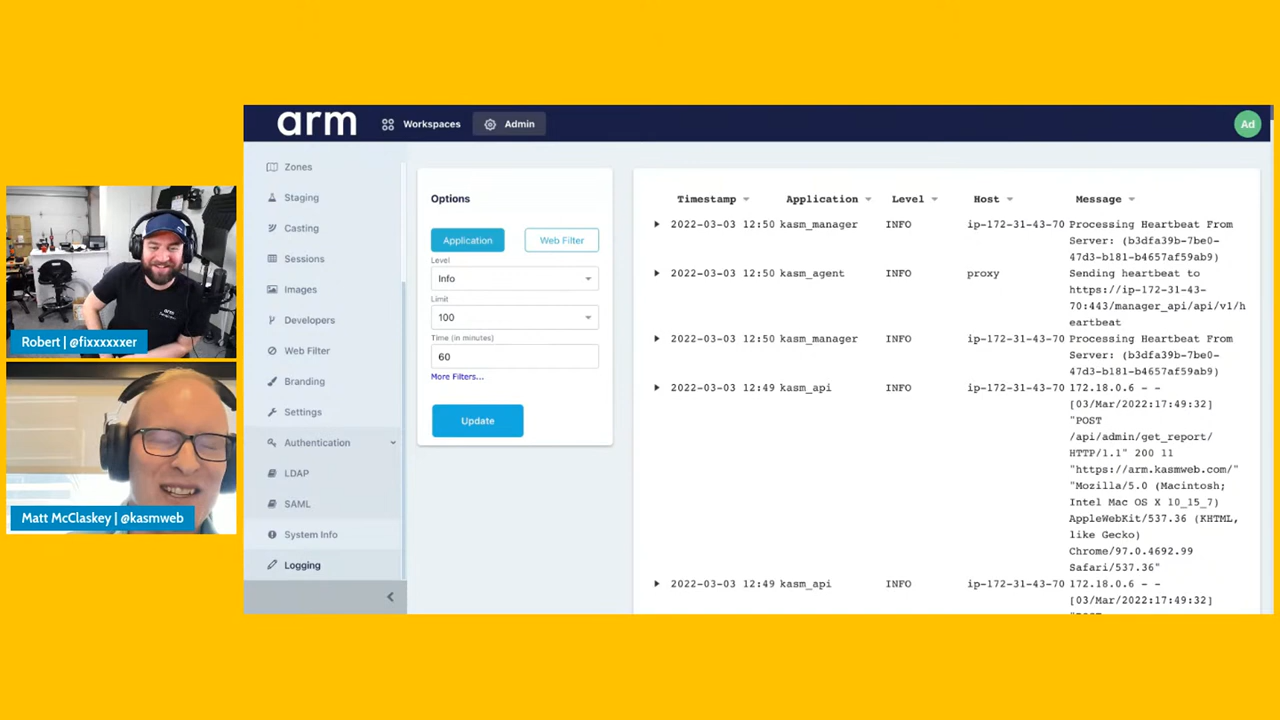 arm
Workspaces
Admin
Ad
Zones
Staging
Casting
Sessions
Images
Developers
Web Filter
Branding
Settings
Authentication
LDAP
SAML
System Info
Logging
Options
Application
Web Filter
Level
Info
Limit
100
Time (in minutes)
60
More Filters...
Update
Timestamp Application Level Host Message
2022-03-03 12:50 kasm_manager INFO ip-172-31-43-70 Processing Heartbeat From
Server: (b3dfa39b-7be0-
47d3-b181-b4657af59ab9)
2022-03-03 12:50 kasm_agent INFO proxy Sending heartbeat to
https://ip-172-31-43-
70:443/manager_api/api/v1/h
eartbeat
2022-03-03 12:50 kasm_manager INFO ip-172-31-43-70 Processing Heartbeat From
Server: (b3dfa39b-7be0-
47d3-b181-b4657af59ab9)
2022-03-03 12:49 kasm_api INFO ip-172-31-43-70 172.18.0.6 - -
[03/Mar/2022:17:49:32]
"POST
/api/admin/get_report/
HTTP/1.1" 200 11
"https://arm.kasmweb.com/"
"Mozilla/5.0 (Macintosh;
Intel Mac OS X 10_15_7)
AppleWebKit/537.36 (KHTML,
like Gecko)
Chrome/97.0.4692.99
Safari/537.36"
2022-03-03 12:49 kasm_api INFO ip-172-31-43-70 172.18.0.6 - -
[03/Mar/2022:17:49:32]
arm
Robert | @fixxxxxxer
Matt McClaskey | @kasmweb